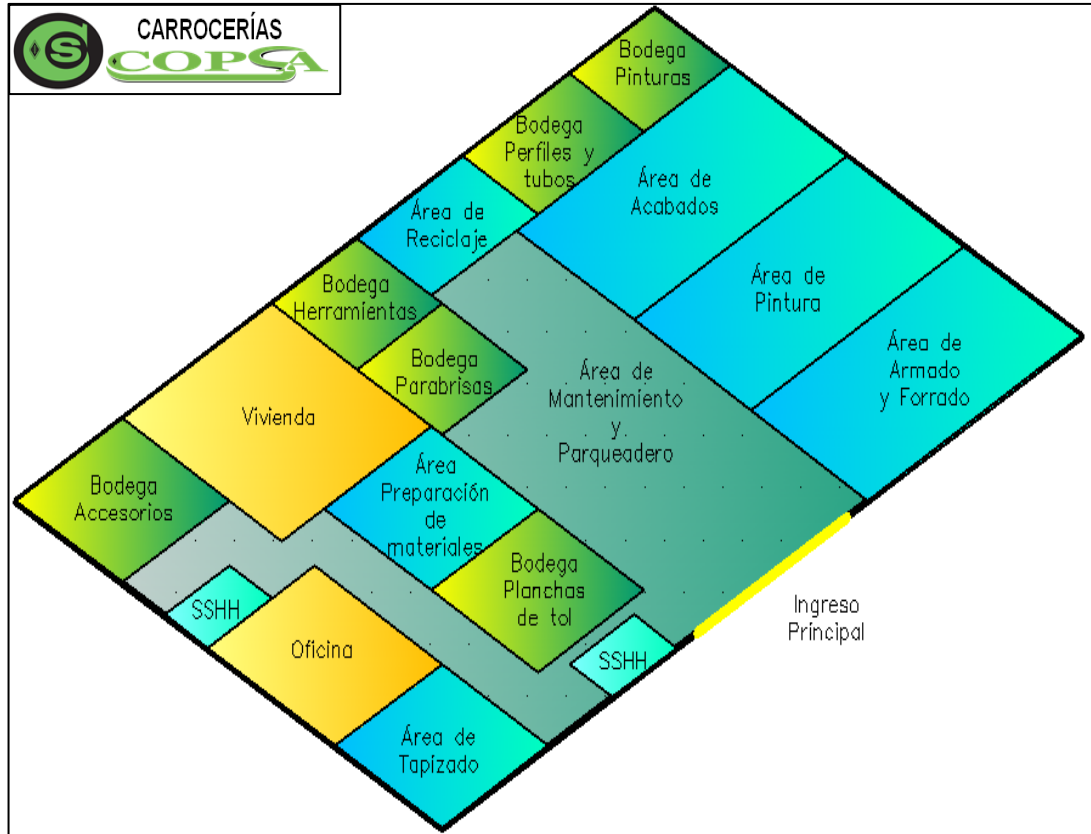 CARROCERÍAS
COPSA
S
Bodega
Pinturas
Bodega
Perfiles y
tubos
Área de
Acabados
Área de
Reciclaje
Área de
Pintura
Bodega
Herramientas
Área de
Armado
y Forrado
Bodega
Parabrisas
Área de
Mantenimiento
y
Parqueadero
Vivienda
Área
Preparación
de
materiales
Bodega
Accesorios
Bodega
Planchas
de tol
SSHH
Oficina
SSHH
Ingreso
Principal
Área de
Tapizado